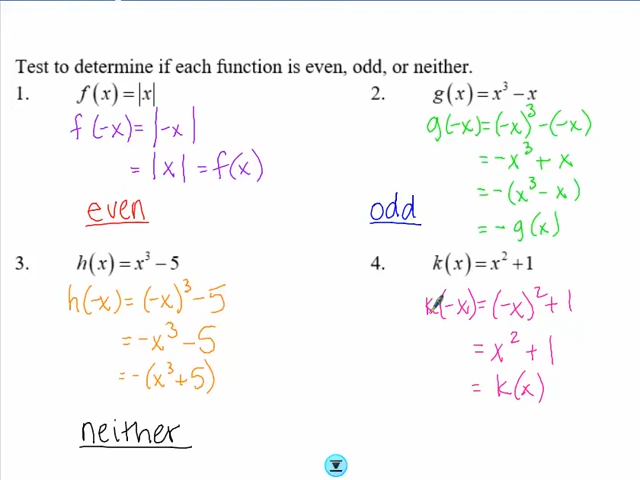 Test to determine if each function is even, odd, or neither.
1. f(x) = |x|
f(-x) = |-x|
= |x| = f(x)
even
2. g(x) = x³ − x
g(-x) = (-x)³ - (-x)
= -x³ + x
= -(x³ - x)
= -g(x)
odd
3. h(x) = x³ − 5
h(-x) = (-x)³ - 5
= -x³ - 5
= -(x³ + 5)
neither
4. k(x) = x² + 1
k(-x) = (-x)² + 1
= x² + 1
= k(x)